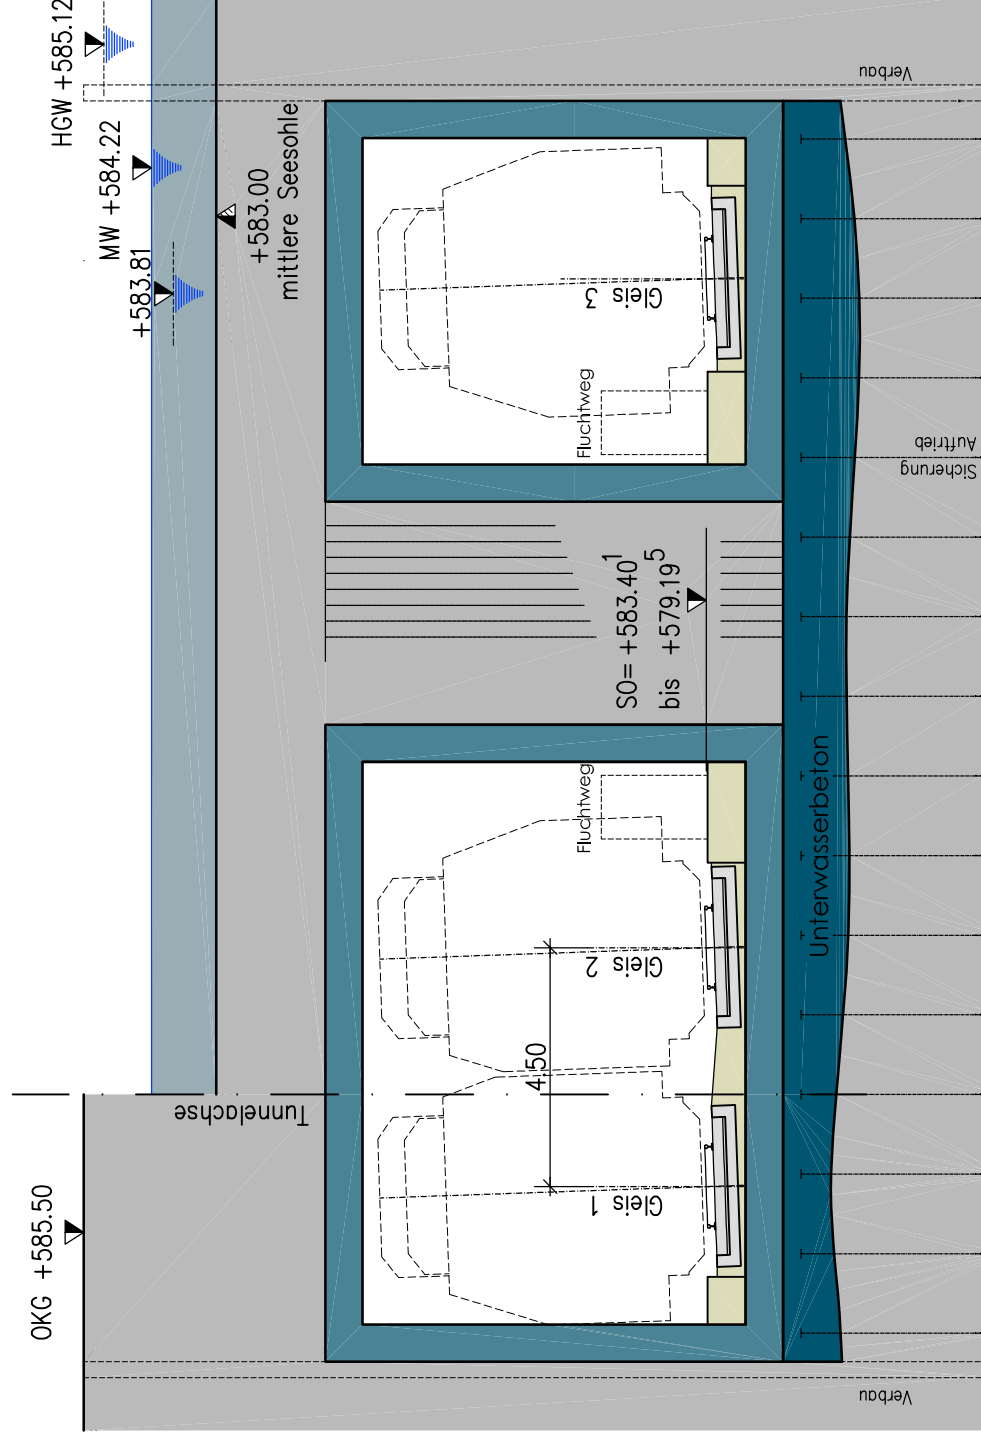 OKG +585.50
HGW +585.12
MW +584.22
+583.81
+583.00
mittlere Seesohle
Tunnelachse
Verbau
Verbau
Fluchtweg
Fluchtweg
Gleis 1
Gleis 2
Gleis 3
4.50
SO= +583.40¹
bis +579.19⁵
Unterwasserbeton
Sicherung
Auftrieb